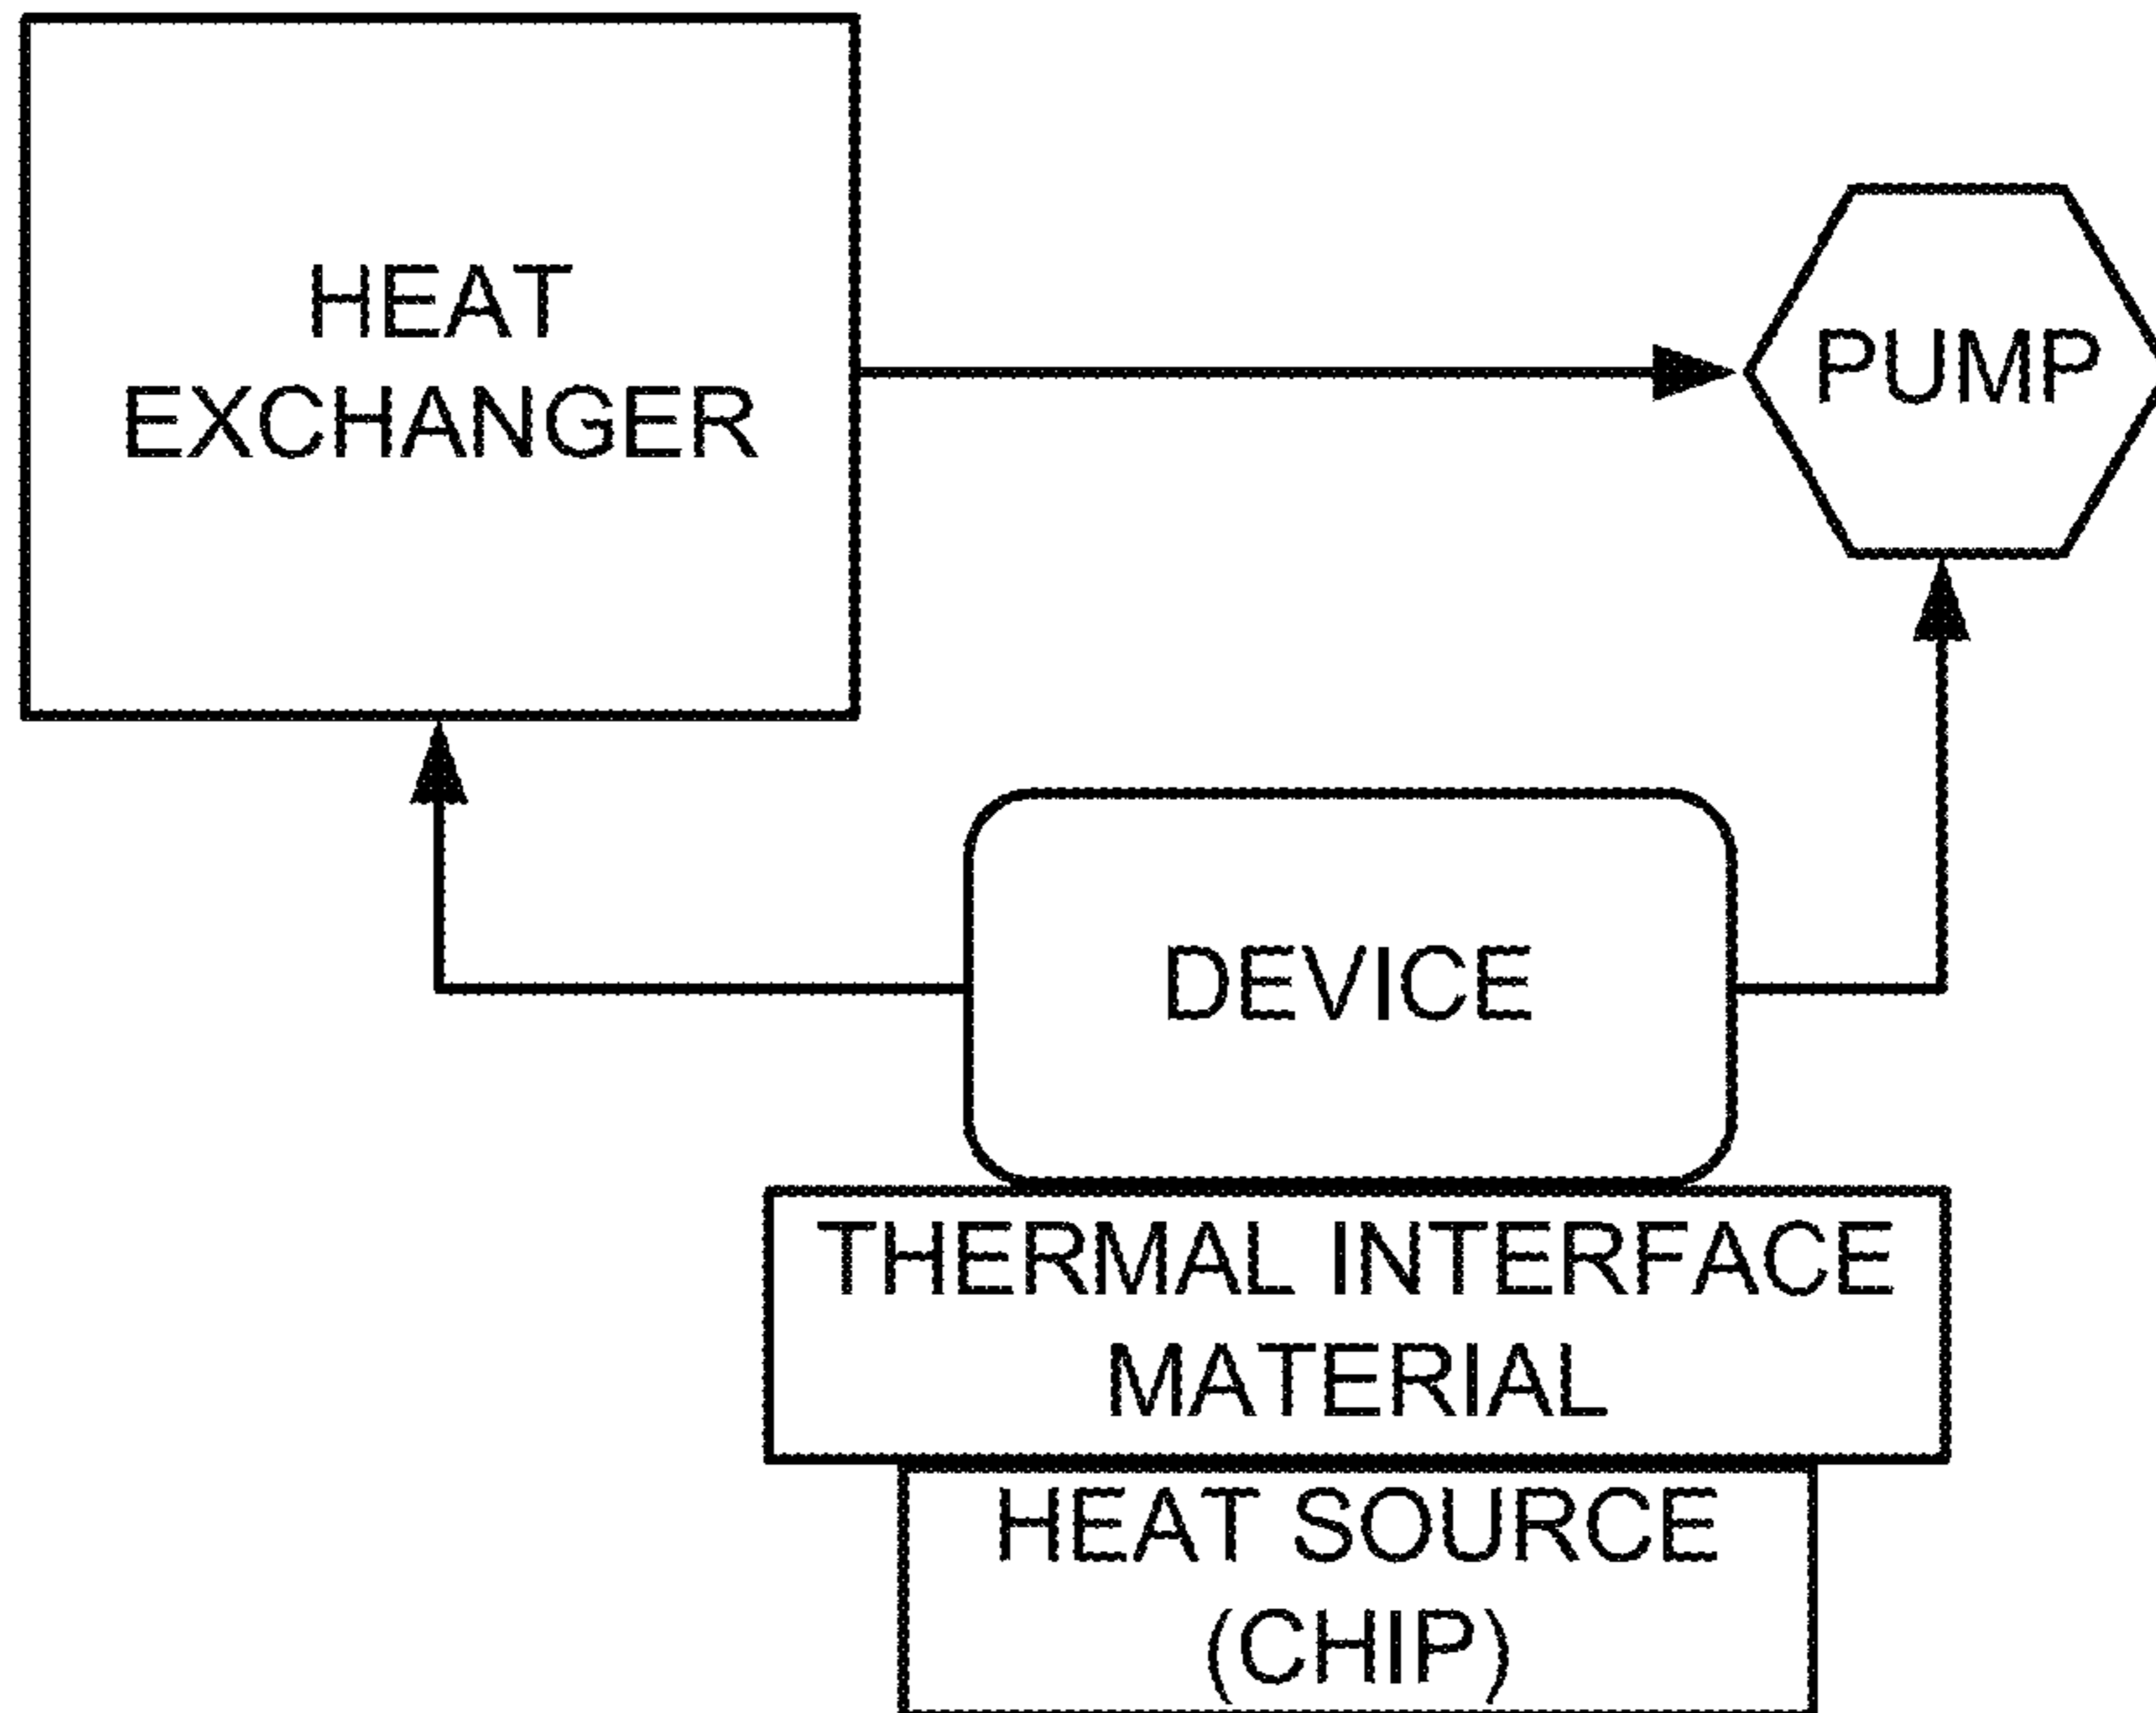 HEAT
EXCHANGER
PUMP
DEVICE
THERMAL INTERFACE
MATERIAL
HEAT SOURCE
(CHIP)